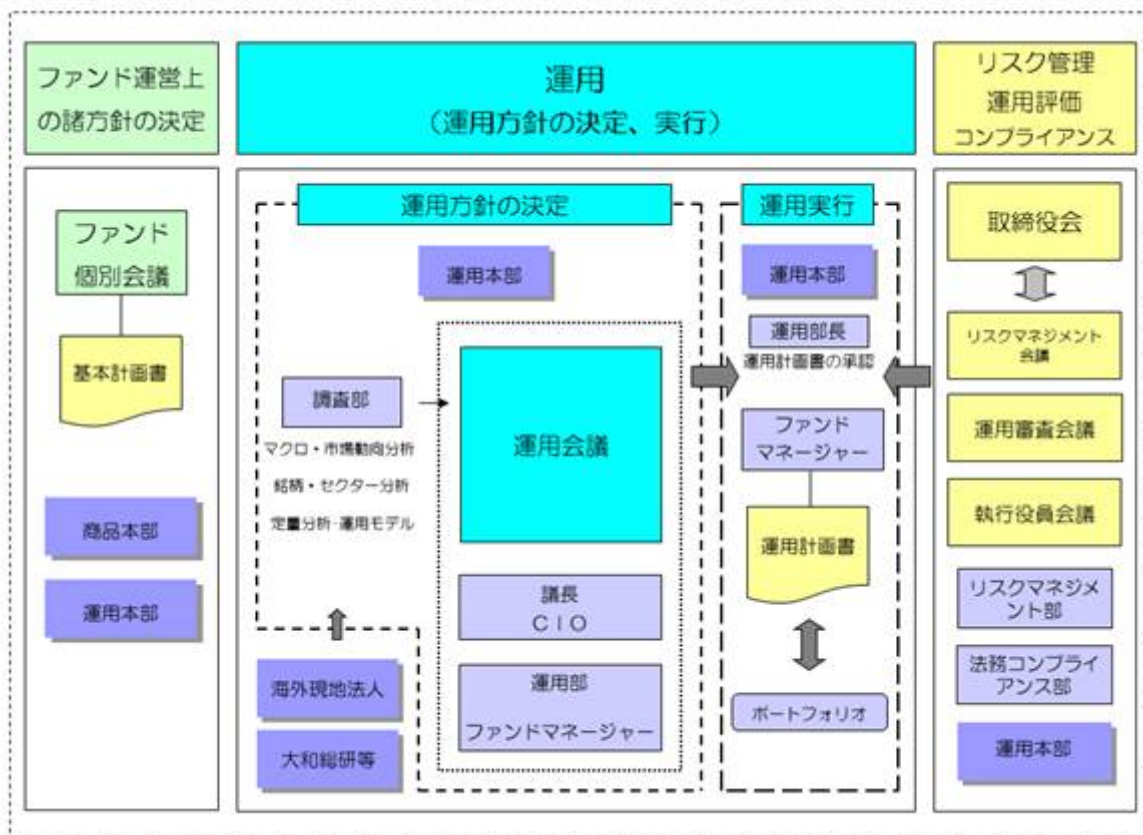 ファンド運営上
の諸方針の決定
運用
(運用方針の決定、実行)
リスク管理
運用評価
コンプライアンス
ファンド
個別会議
基本計画書
商品本部
運用本部
運用方針の決定
運用本部
調査部
マクロ・市場動向分析
銘柄・セクター分析
定量分析・運用モデル
海外現地法人
大和総研等
運用会議
議長
CIO
運用部
ファンドマネージャー
運用実行
運用本部
運用部長
運用計画書の承認
ファンド
マネージャー
運用計画書
ポートフォリオ
取締役会
リスクマネジメント
会議
運用審査会議
執行役員会議
リスクマネジメ
ント部
法務コンプライ
アンス部
運用本部